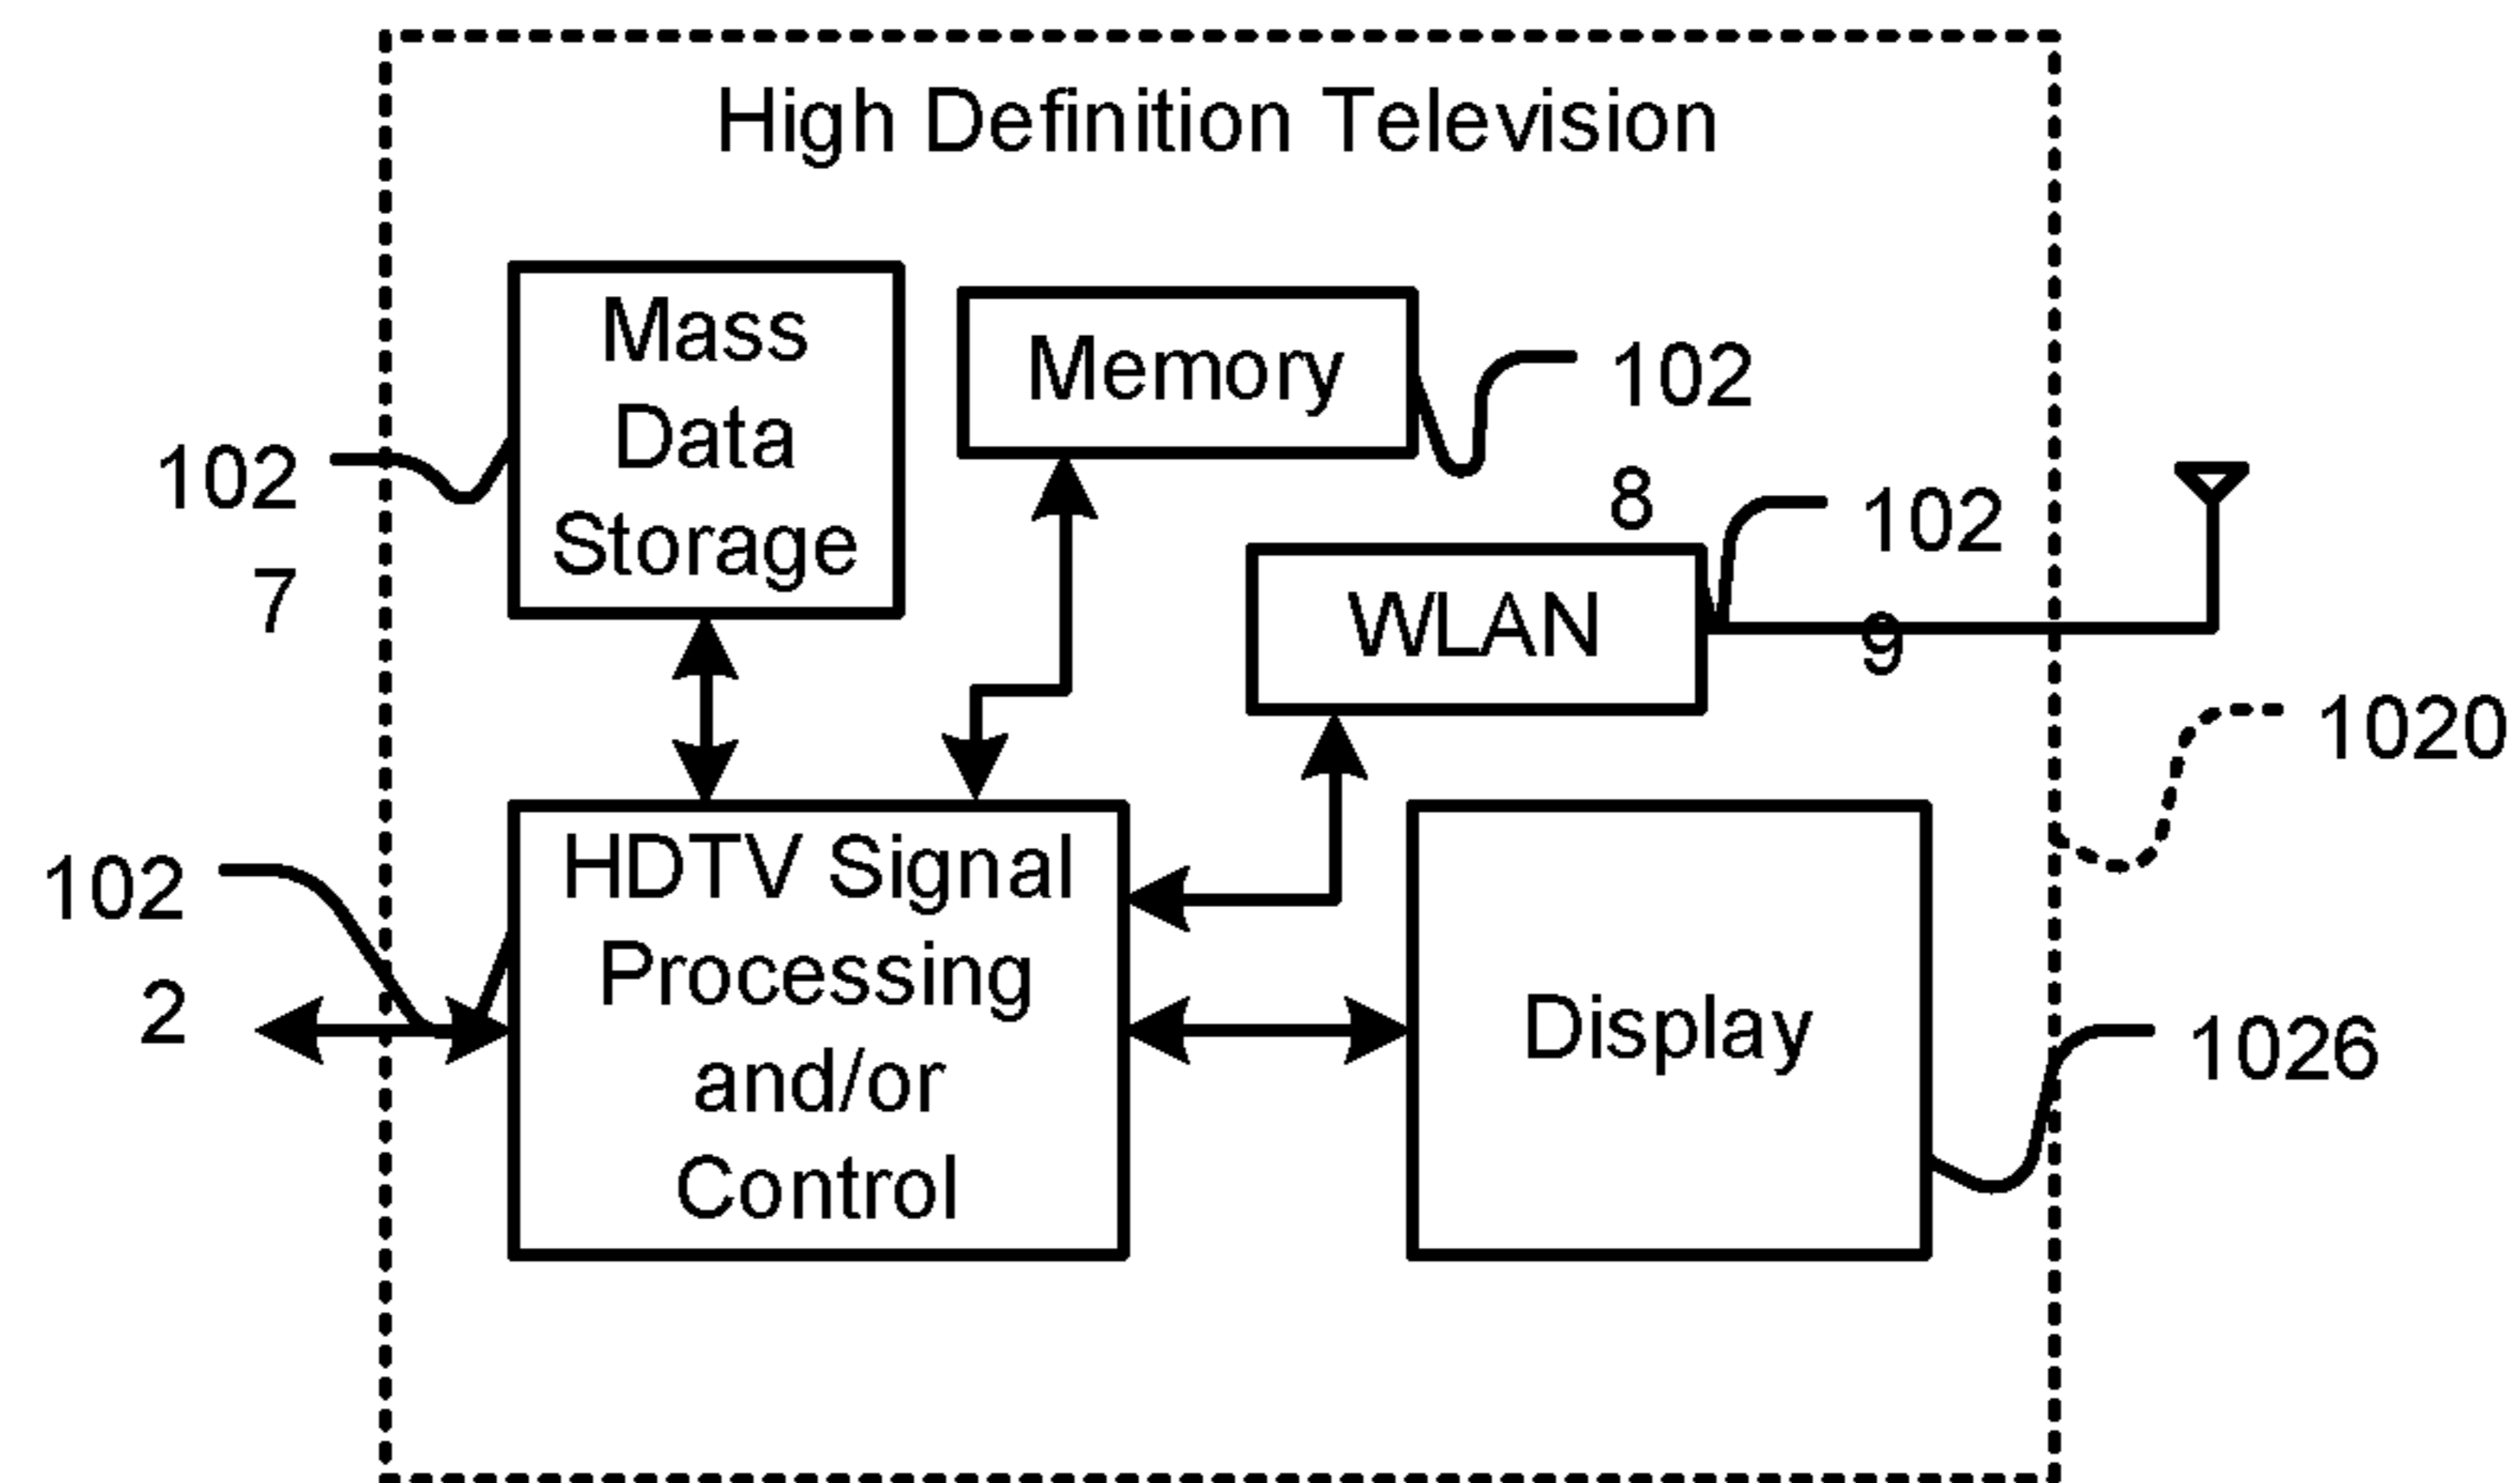 High Definition Television
Mass
Data
Storage
102
7
Memory
102
8
WLAN
102
9
1020
HDTV Signal
Processing
and/or
Control
102
2
Display
1026